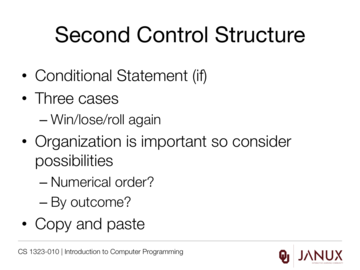 Second Control Structure
• Conditional Statement (if)
• Three cases
– Win/lose/roll again
• Organization is important so consider
possibilities
– Numerical order?
– By outcome?
• Copy and paste
CS 1323-010 | Introduction to Computer Programming
JANUX